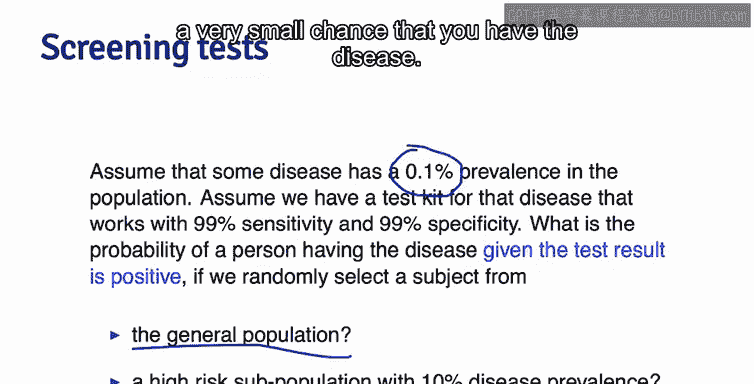 a very small chance that you have the
disease.
Screening tests
Assume that some disease has a 0.1% prevalence in the
population. Assume we have a test kit for that disease that
works with 99% sensitivity and 99% specificity. What is the
probability of a person having the disease given the test result
is positive, if we randomly select a subject from
▸ the general population?
▸ a high risk sub-population with 10% disease prevalence?